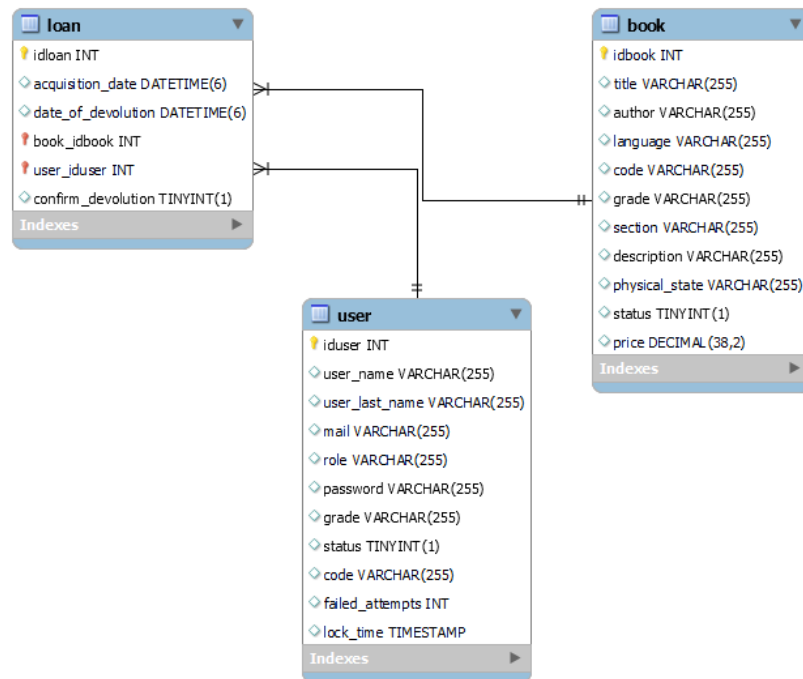 loan
idloan INT
acquisition_date DATETIME(6)
date_of_devolution DATETIME(6)
book_idbook INT
user_iduser INT
confirm_devolution TINYINT(1)
Indexes
book
idbook INT
title VARCHAR(255)
author VARCHAR(255)
language VARCHAR(255)
code VARCHAR(255)
grade VARCHAR(255)
section VARCHAR(255)
description VARCHAR(255)
physical_state VARCHAR(255)
status TINYINT(1)
price DECIMAL(38,2)
Indexes
user
iduser INT
user_name VARCHAR(255)
user_last_name VARCHAR(255)
mail VARCHAR(255)
role VARCHAR(255)
password VARCHAR(255)
grade VARCHAR(255)
status TINYINT(1)
code VARCHAR(255)
failed_attempts INT
lock_time TIMESTAMP
Indexes